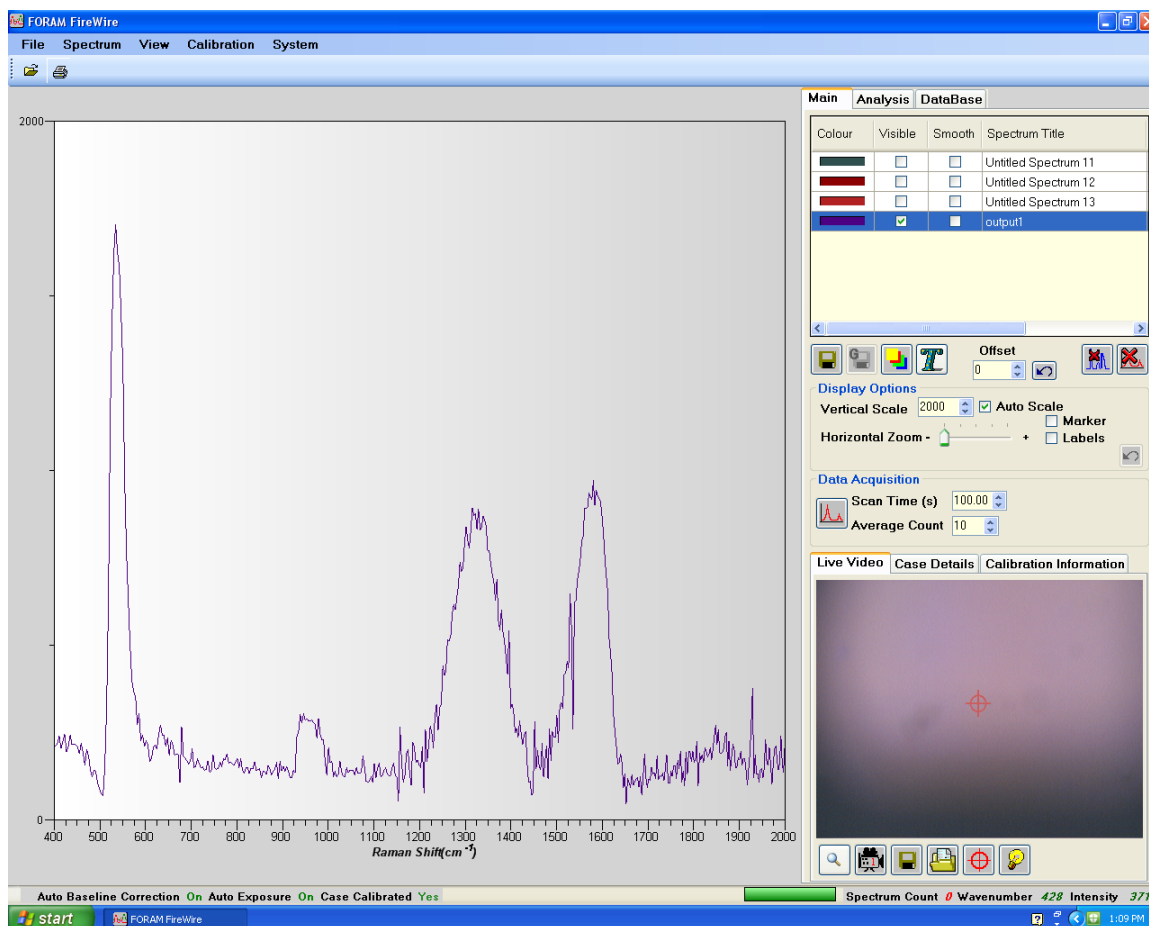 FORAM FireWire
File Spectrum View Calibration System
Main Analysis DataBase
Colour Visible Smooth Spectrum Title
Untitled Spectrum 11
Untitled Spectrum 12
Untitled Spectrum 13
output1
Offset
0
Display Options
Vertical Scale 2000 Auto Scale
Marker
Horizontal Zoom - + Labels
Data Acquisition
Scan Time (s) 100.00
Average Count 10
Live Video Case Details Calibration Information
2000
0
400 500 600 700 800 900 1000 1100 1200 1300 1400 1500 1600 1700 1800 1900 2000
Raman Shift(cm⁻¹)
Auto Baseline Correction On Auto Exposure On Case Calibrated Yes
Spectrum Count 0 Wavenumber 428 Intensity 371
start FORAM FireWire 1:09 PM